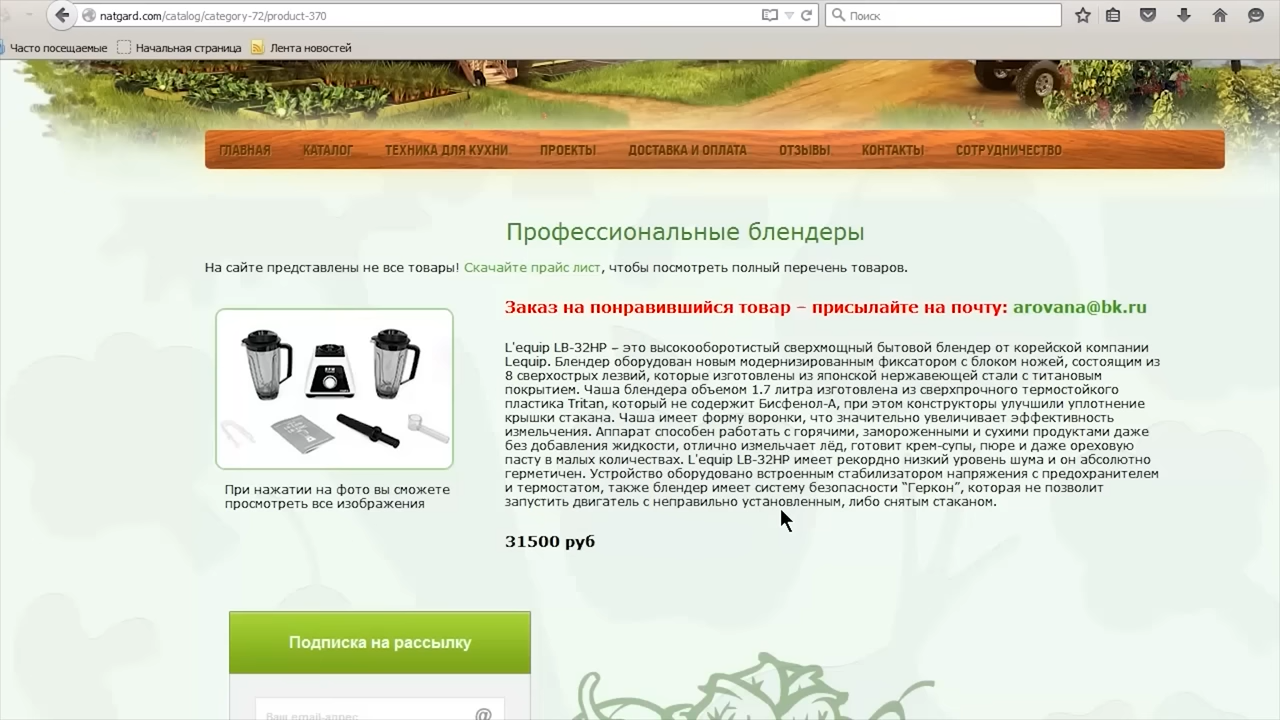 natgard.com/catalog/category-72/product-370
Поиск
Часто посещаемые
Начальная страница
Лента новостей
ГЛАВНАЯ
КАТАЛОГ
ТЕХНИКА ДЛЯ КУХНИ
ПРОЕКТЫ
ДОСТАВКА И ОПЛАТА
ОТЗЫВЫ
КОНТАКТЫ
СОТРУДНИЧЕСТВО
Профессиональные блендеры
На сайте представлены не все товары! Скачайте прайс лист, чтобы посмотреть полный перечень товаров.
При нажатии на фото вы сможете
просмотреть все изображения
Заказ на понравившийся товар – присылайте на почту: arovana@bk.ru
L'equip LB-32HP – это высокооборотистый сверхмощный бытовой блендер от корейской компании
Lequip. Блендер оборудован новым модернизированным фиксатором с блоком ножей, состоящим из
8 сверхострых лезвий, которые изготовлены из японской нержавеющей стали с титановым
покрытием. Чаша блендера объемом 1.7 литра изготовлена из сверхпрочного термостойкого
пластика Tritan, который не содержит Бисфенол-А, при этом конструкторы улучшили уплотнение
крышки стакана. Чаша имеет форму воронки, что значительно увеличивает эффективность
измельчения. Аппарат способен работать с горячими, замороженными и сухими продуктами даже
без добавления жидкости, отлично измельчает лёд, готовит крем-супы, пюре и даже ореховую
пасту в малых количествах. L'equip LB-32HP имеет рекордно низкий уровень шума и он абсолютно
герметичен. Устройство оборудовано встроенным стабилизатором напряжения с предохранителем
и термостатом, также блендер имеет систему безопасности “Геркон”, которая не позволит
запустить двигатель с неправильно установленным, либо снятым стаканом.
31500 руб
Подписка на рассылку
Ваш email-адрес
@